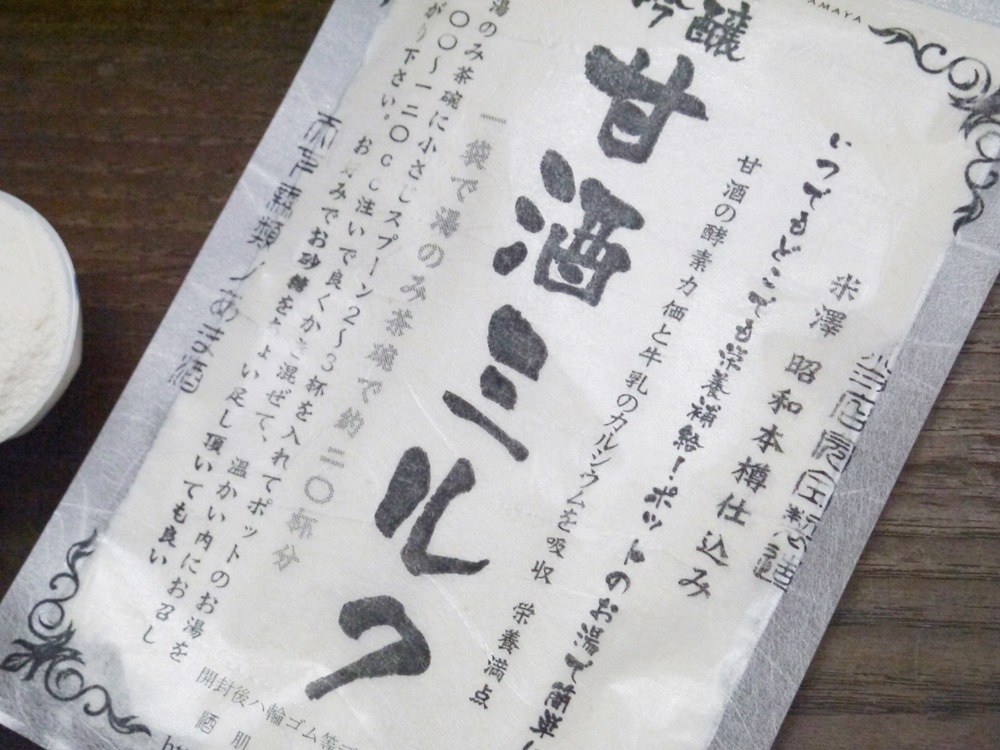 AMAYA
米澤 昭和本樽仕込み
いつでもどこでも栄養補給！ポットのお湯で簡単
甘酒の酵素力価と牛乳のカルシウムを吸収 栄養満点
吟醸
甘酒ミルク
一袋で湯のみ茶碗で約二〇杯分
湯のみ茶碗に小さじスプーン2〜3杯を入れてポットのお湯を
〇〇〜一二〇cc注いで良くかき混ぜて、温かい内にお召し
がり下さい。お好みでお砂糖をちょい足し頂いても良い
開封後ハ輪ゴム等
酒 肌